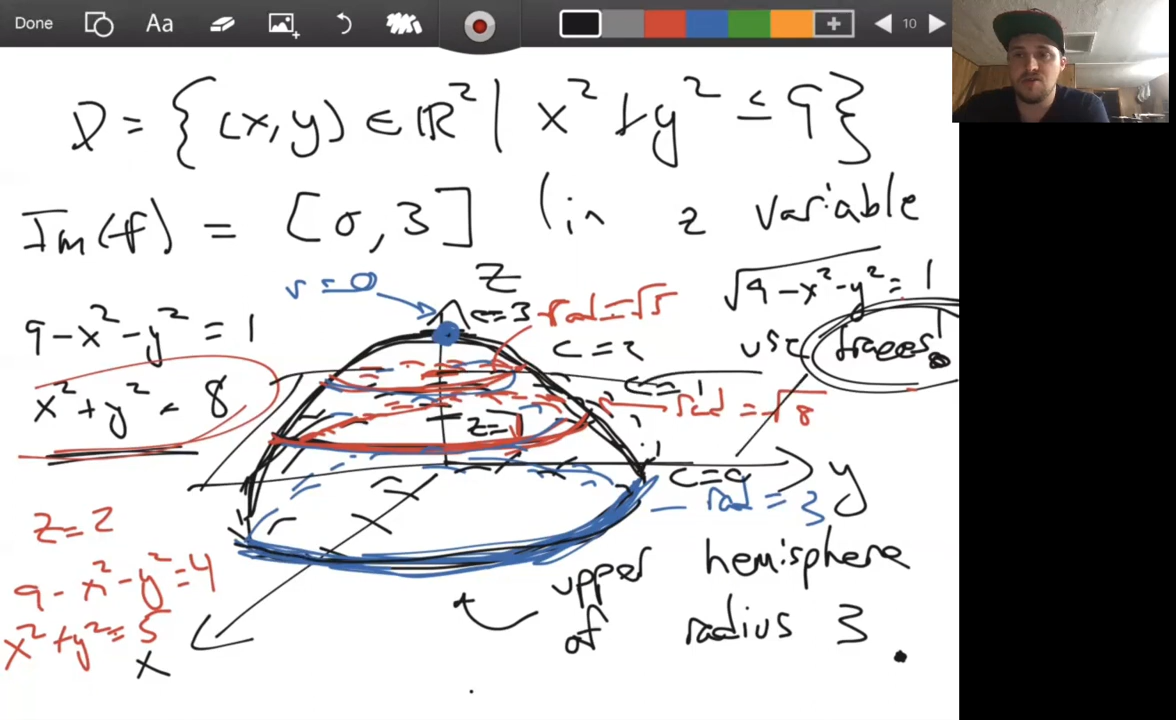 Done Aa 10
D = {(x,y) ∈ ℝ² | x² + y² ≤ 9}
Im(f) = [0, 3] (in z variable
r = 0
z
c = 3
rad = √5
√9 - x² - y² = 1
9 - x² - y² = 1
c = 2
use traces!
x² + y² = 8
c = 1
rad = √8
z = 1
c = 0
y
rad = 3
z = 2
9 - x² - y² = 4
x² + y² = 5
x
upper hemisphere
of radius 3.